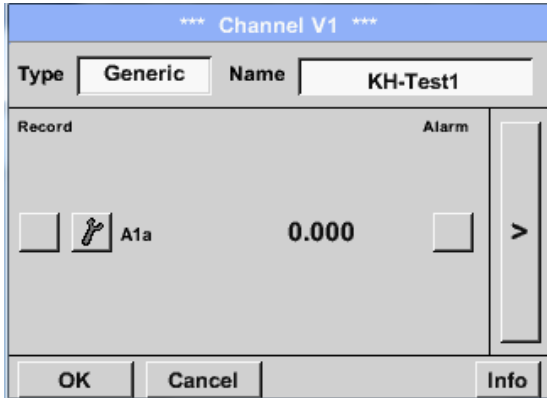 *** Channel V1 ***
Type Generic Name KH-Test1
Record Alarm
A1a 0.000 >
OK Cancel Info